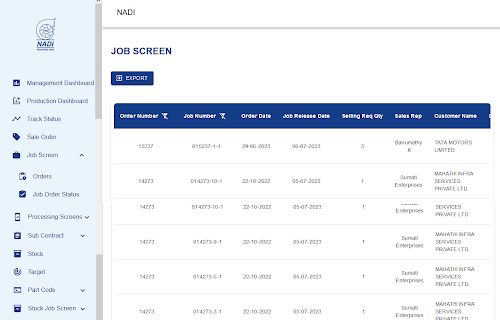 NADI
NADI
Management Dashboard
Production Dashboard
Track Status
Sale Order
Job Screen
Orders
Job Order Status
Processing Screens
Sub Contract
Stock
Target
Part Code
Stock Job Screen
JOB SCREEN
EXPORT
Order Number Job Number Order Date Job Release Date Selling Req Qty Sales Rep Customer Name
15237 015237-1-1 29-06-2023 06-07-2023 3 Banumathy K TATA MOTORS LIMITED
14273 014273-10-1 22-10-2022 05-07-2023 1 Sumati Enterprises MAHATHI INFRA SERVICES PRIVATE LTD.
14273 014273-10-1 22-10-2022 05-07-2023 1 Sumati Enterprises SERVICES PRIVATE LTD.
14273 014273-9-1 22-10-2022 05-07-2023 1 Sumati Enterprises MAHATHI INFRA SERVICES PRIVATE LTD.
14273 014273-5-1 22-10-2022 05-07-2023 1 Sumati Enterprises MAHATHI INFRA SERVICES PRIVATE LTD.
14273 014273-3-1 22-10-2022 05-07-2023 1 Sumati Enterprises MAHATHI INFRA SERVICES PRIVATE LTD.